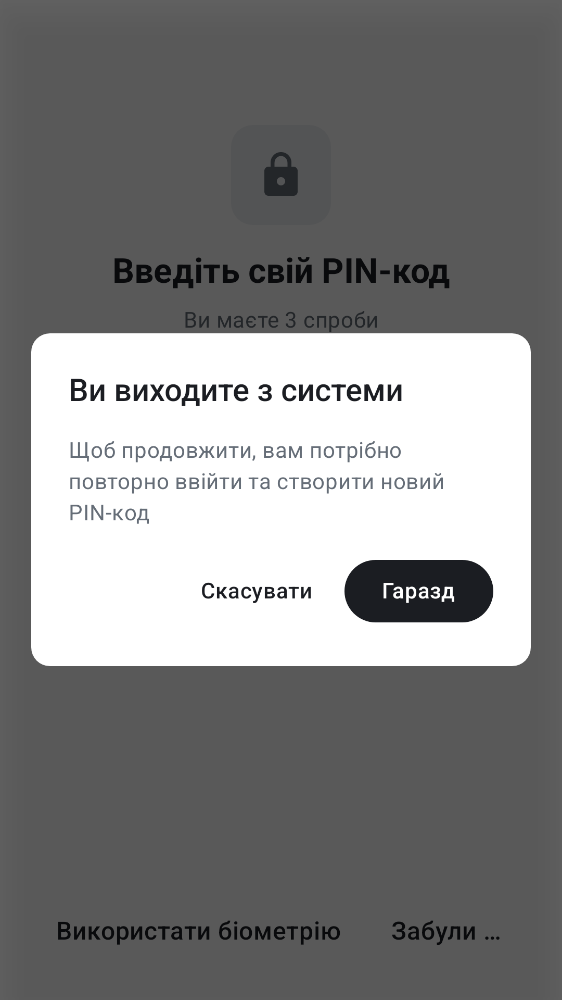 Введіть свій PIN-код
Ви маєте 3 спроби
Ви виходите з системи
Щоб продовжити, вам потрібно
повторно ввійти та створити новий
PIN-код
Скасувати
Гаразд
Використати біометрію
Забули ...